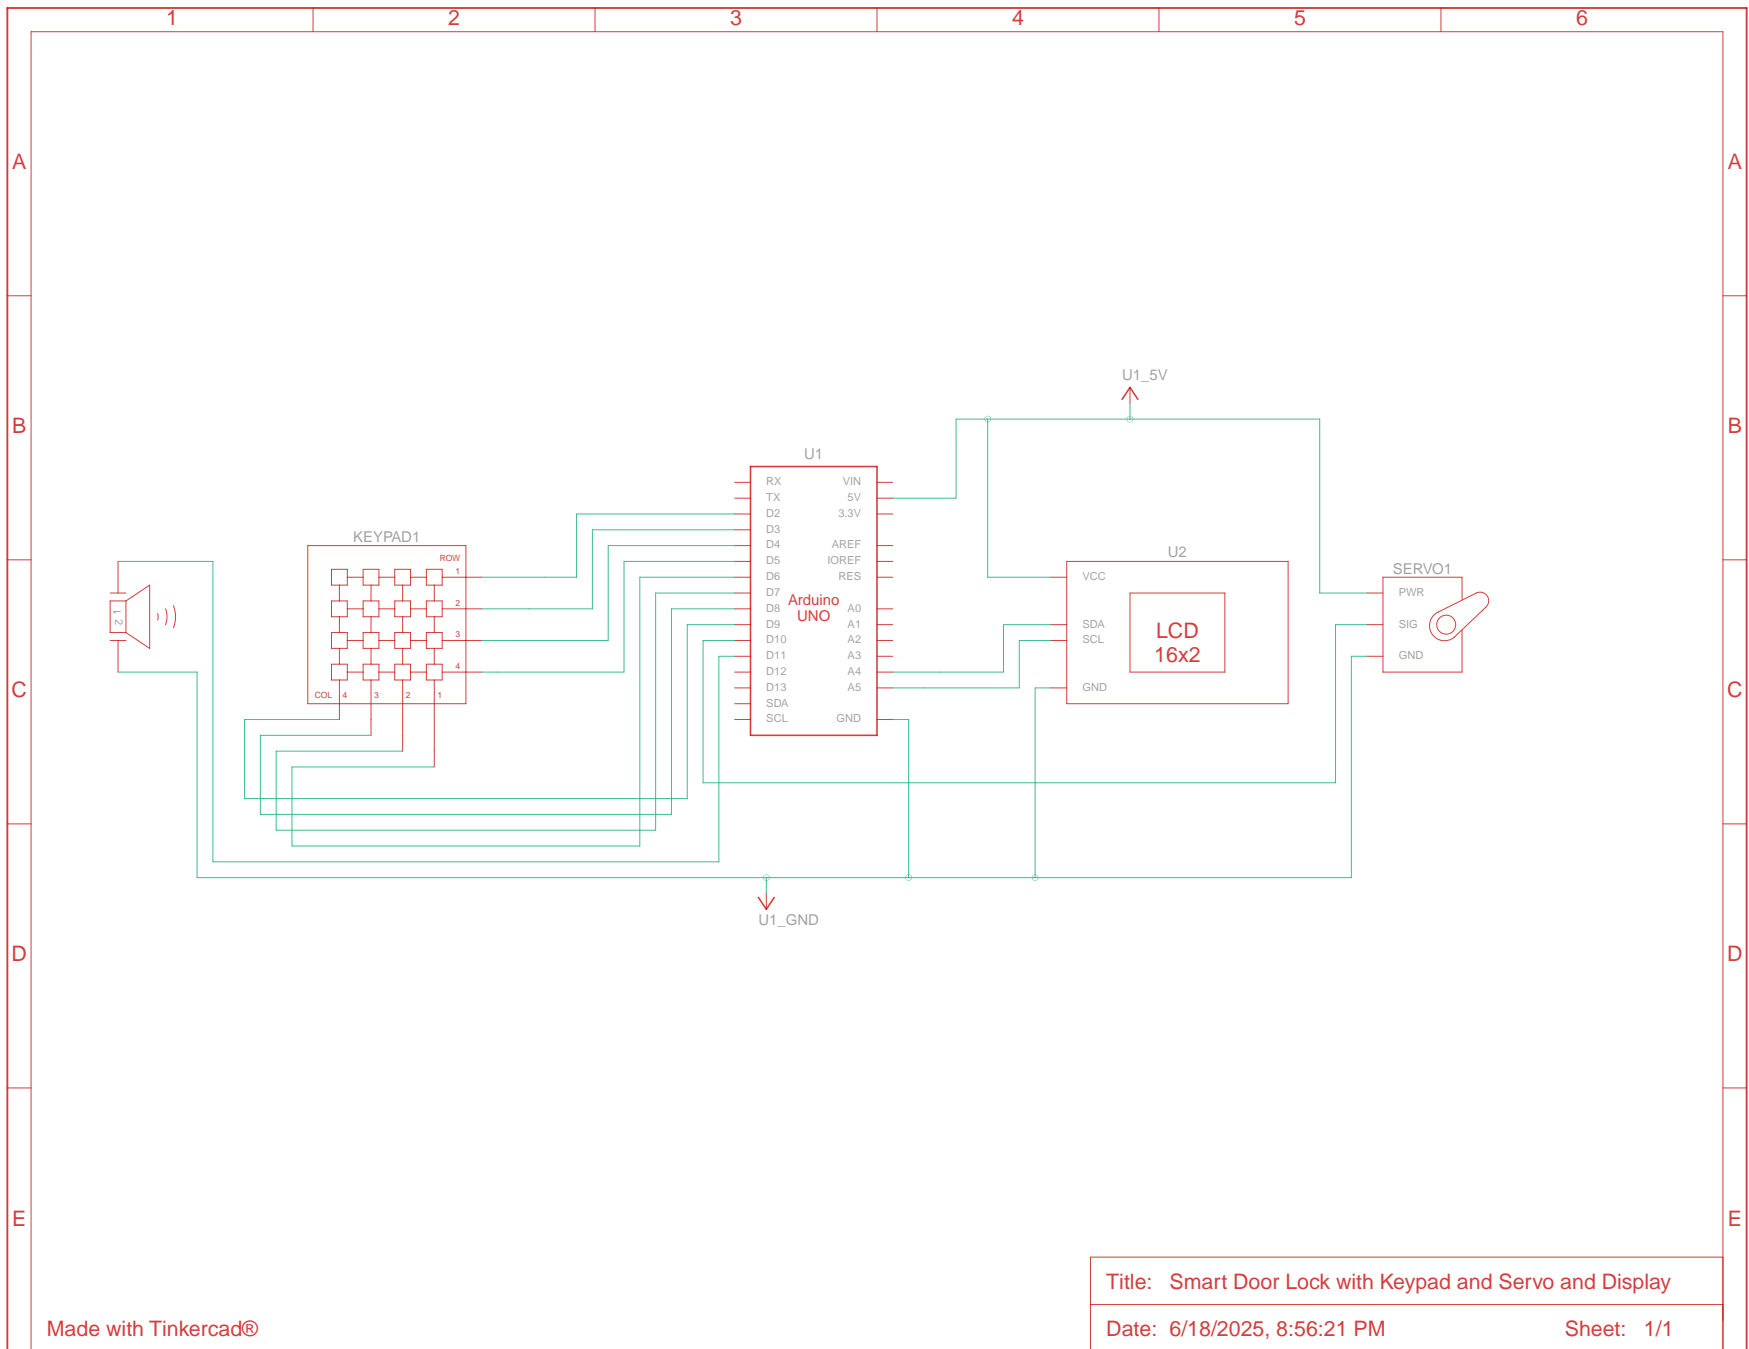 1 2 3 4 5 6
A A
U1_5V
B B
U1
RX VIN
TX 5V
D2 3.3V
D3
D4 AREF
D5 IOREF
D6 RES
D7
D8 A0
D9 A1
D10 A2
D11 A3
D12 A4
D13 A5
SDA
SCL GND
Arduino
UNO
KEYPAD1
ROW
1
2
3
4
COL 4 3 2 1
1
2
U2
VCC
SDA
SCL
GND
LCD
16x2
SERVO1
PWR
SIG
GND
C C
U1_GND
D D
E E
Title: Smart Door Lock with Keypad and Servo and Display
Made with Tinkercad®
Date: 6/18/2025, 8:56:21 PM Sheet: 1/1